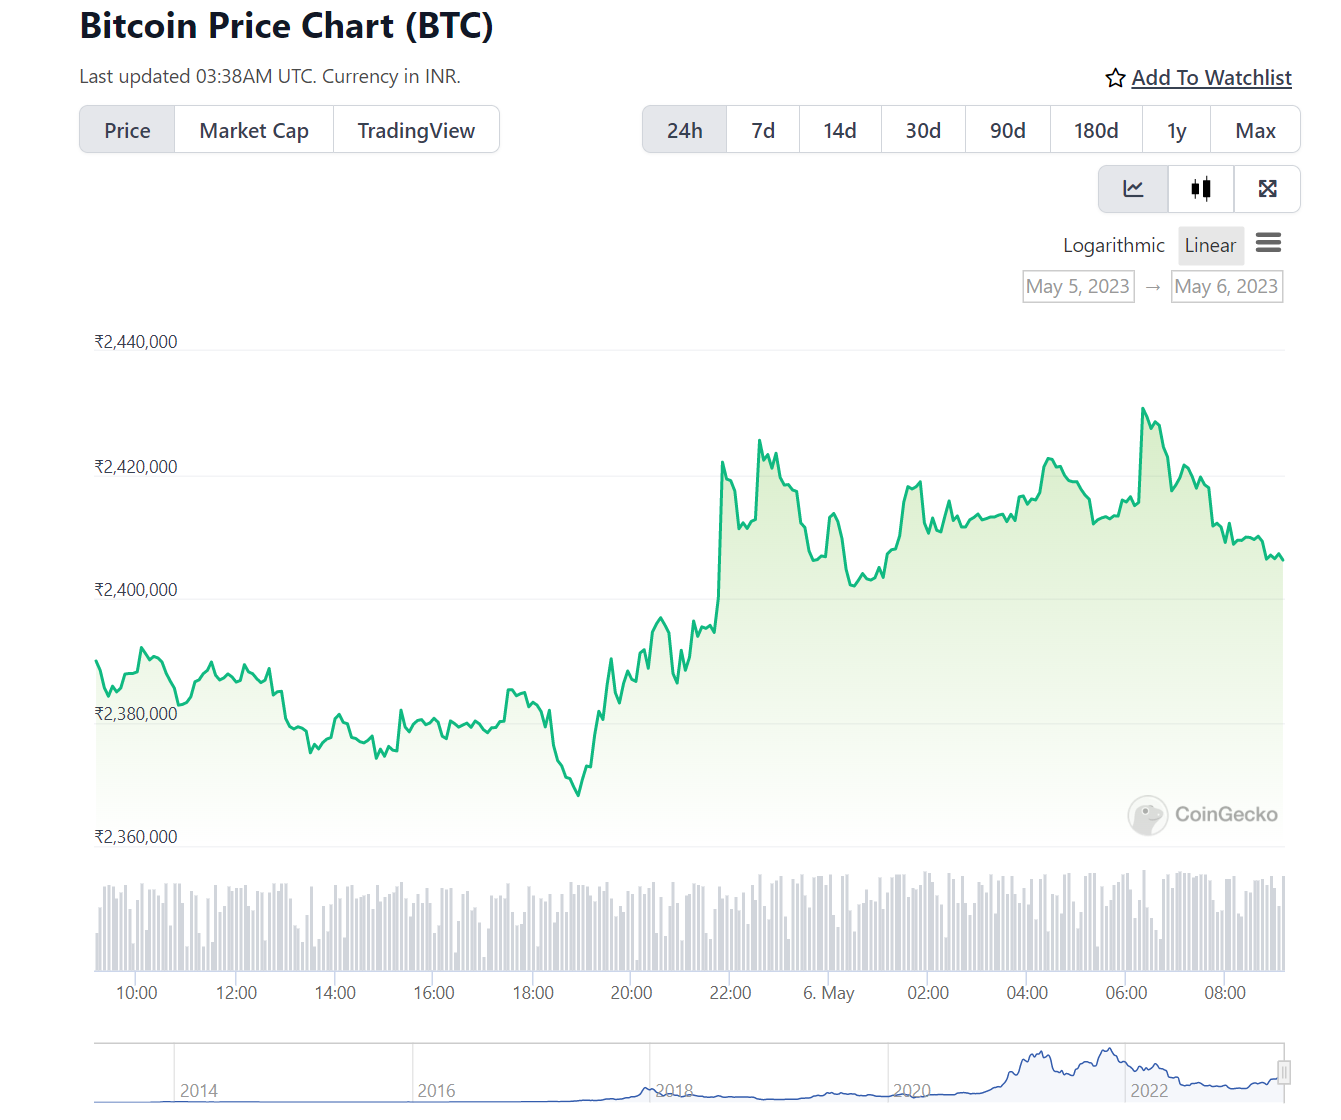 Bitcoin Price Chart (BTC)
Last updated 03:38AM UTC. Currency in INR.
Add To Watchlist
Price Market Cap TradingView
24h 7d 14d 30d 90d 180d 1y Max
Logarithmic Linear
May 5, 2023 → May 6, 2023
₹2,440,000
₹2,420,000
₹2,400,000
₹2,380,000
₹2,360,000
CoinGecko
10:00 12:00 14:00 16:00 18:00 20:00 22:00 6. May 02:00 04:00 06:00 08:00
2014 2016 2018 2020 2022